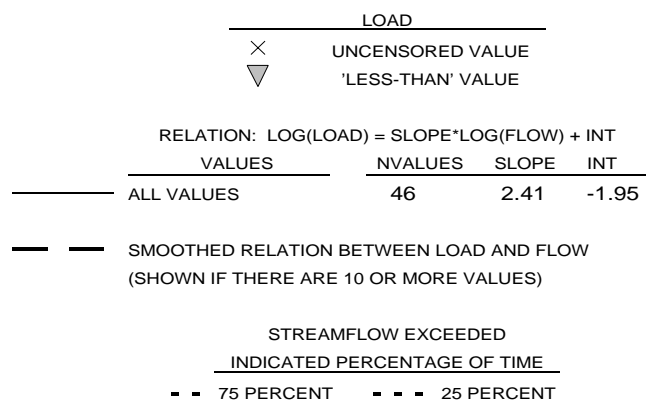 LOAD
UNCENSORED VALUE
'LESS-THAN' VALUE
RELATION: LOG(LOAD) = SLOPE*LOG(FLOW) + INT
VALUES NVALUES SLOPE INT
ALL VALUES 46 2.41 -1.95
SMOOTHED RELATION BETWEEN LOAD AND FLOW
(SHOWN IF THERE ARE 10 OR MORE VALUES)
STREAMFLOW EXCEEDED
INDICATED PERCENTAGE OF TIME
75 PERCENT 25 PERCENT